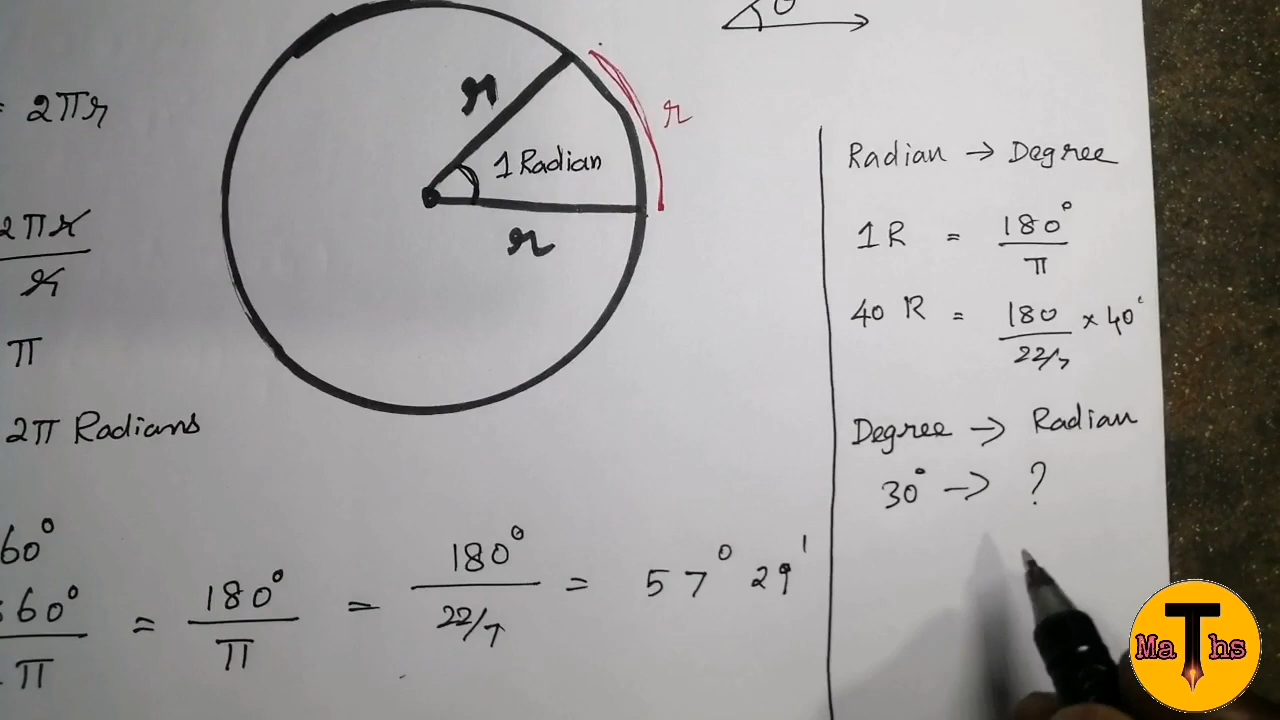 θ
= 2πr
r
1 Radian
r
r
2πr / r
π
2π Radians
60°
360° / π = 180° / π = 180° / 22/7 = 57° 29'
Radian → Degree
1 R = 180° / π
40 R = 180 / 22/7 × 40°
Degree → Radian
30° → ?
MaThs